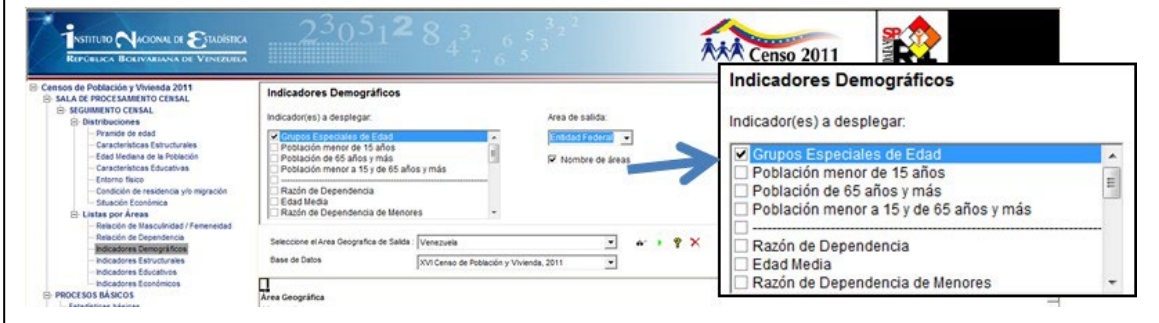 INSTITUTO NACIONAL DE ESTADÍSTICA
REPÚBLICA BOLIVARIANA DE VENEZUELA
Censo 2011
Censos de Población y Vivienda 2011
SALA DE PROCESAMIENTO CENSAL
SEGUIMIENTO CENSAL
Distribuciones
Piramide de edad
Características Estructurales
Edad Mediana de la Población
Características Educativas
Entorno físico
Condición de residencia y/o migración
Situación Económica
Listas por Áreas
Relación de Masculinidad / Femeneidad
Relación de Dependencia
Indicadores Demográficos
Indicadores Estructurales
Indicadores Educativos
Indicadores Económicos
PROCESOS BÁSICOS
Estadísticas básicas
Indicadores Demográficos
Indicador(es) a desplegar:
Grupos Especiales de Edad
Población menor de 15 años
Población de 65 años y más
Población menor a 15 y de 65 años y más
Razón de Dependencia
Edad Media
Razón de Dependencia de Menores
Area de salida:
Entidad Federal
Nombre de áreas
Seleccione el Area Geografica de Salida : Venezuela
Base de Datos XVI Censo de Población y Vivienda, 2011
Área Geográfica
Indicadores Demográficos
Indicador(es) a desplegar:
Grupos Especiales de Edad
Población menor de 15 años
Población de 65 años y más
Población menor a 15 y de 65 años y más
Razón de Dependencia
Edad Media
Razón de Dependencia de Menores